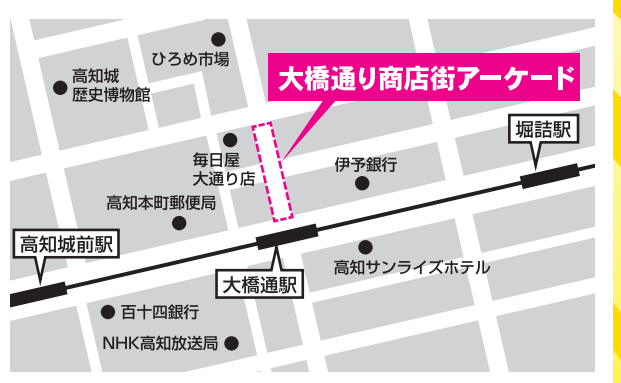 ひろめ市場
高知城
歴史博物館
大橋通り商店街アーケード
堀詰駅
毎日屋
大通り店
伊予銀行
高知本町郵便局
高知城前駅
高知サンライズホテル
大橋通駅
百十四銀行
NHK高知放送局